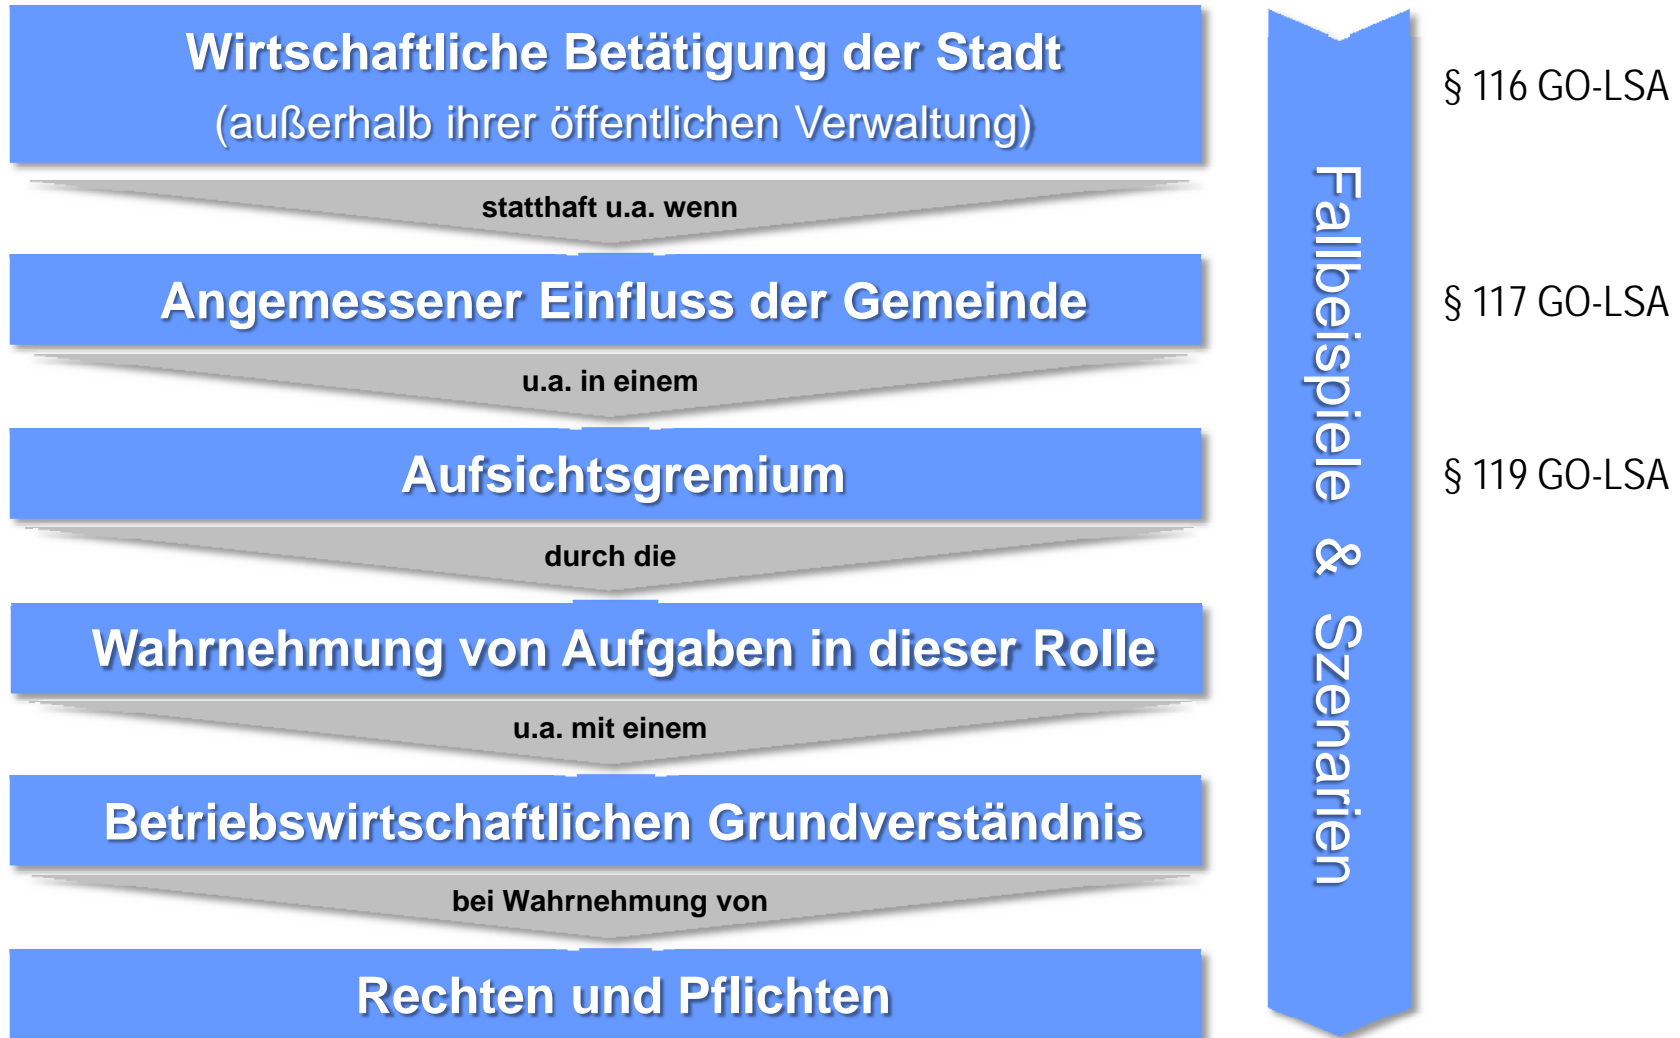 Wirtschaftliche Betätigung der Stadt
(außerhalb ihrer öffentlichen Verwaltung)
§ 116 GO-LSA
statthaft u.a. wenn
Angemessener Einfluss der Gemeinde
§ 117 GO-LSA
u.a. in einem
Aufsichtsgremium
§ 119 GO-LSA
durch die
Wahrnehmung von Aufgaben in dieser Rolle
u.a. mit einem
Betriebswirtschaftlichen Grundverständnis
bei Wahrnehmung von
Rechten und Pflichten
Fallbeispiele & Szenarien